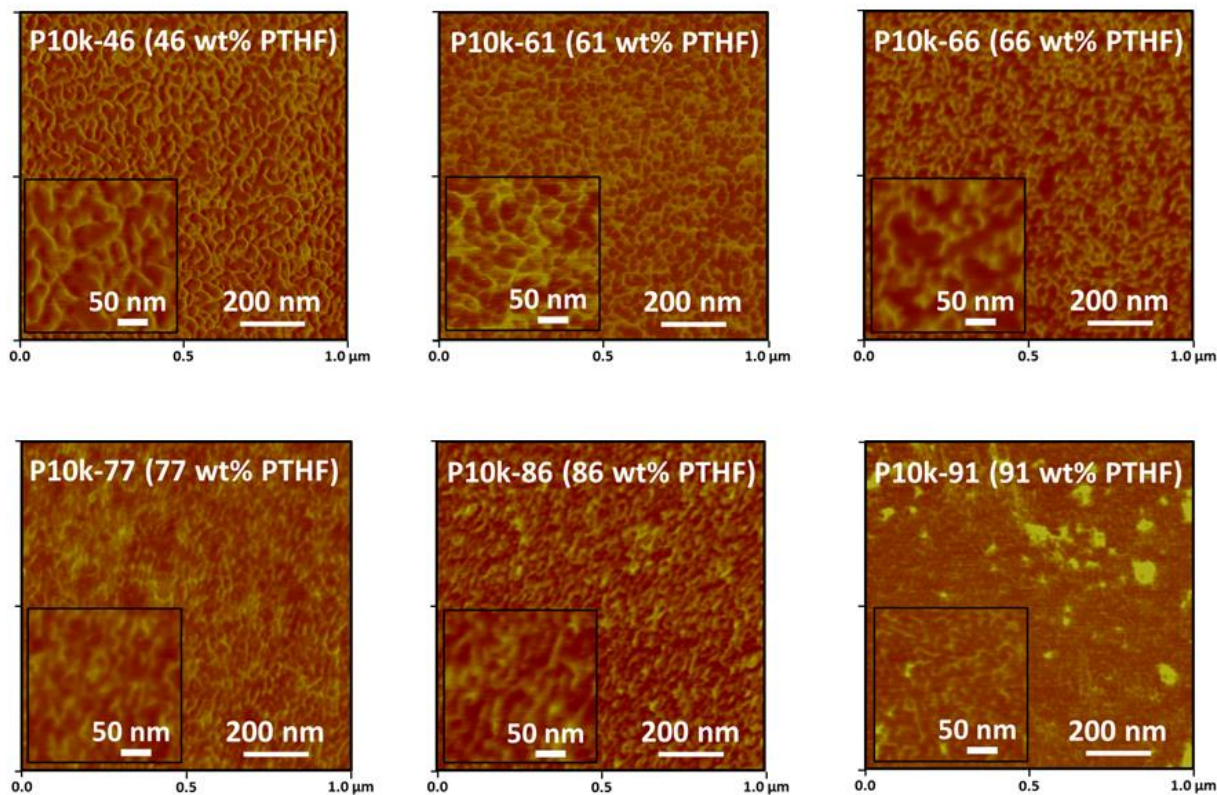 P10k-46 (46 wt% PTHF)
50 nm 200 nm
0.0 0.5 1.0 µm
P10k-61 (61 wt% PTHF)
50 nm 200 nm
0.0 0.5 1.0 µm
P10k-66 (66 wt% PTHF)
50 nm 200 nm
0.0 0.5 1.0 µm
P10k-77 (77 wt% PTHF)
50 nm 200 nm
0.0 0.5 1.0 µm
P10k-86 (86 wt% PTHF)
50 nm 200 nm
0.0 0.5 1.0 µm
P10k-91 (91 wt% PTHF)
50 nm 200 nm
0.0 0.5 1.0 µm